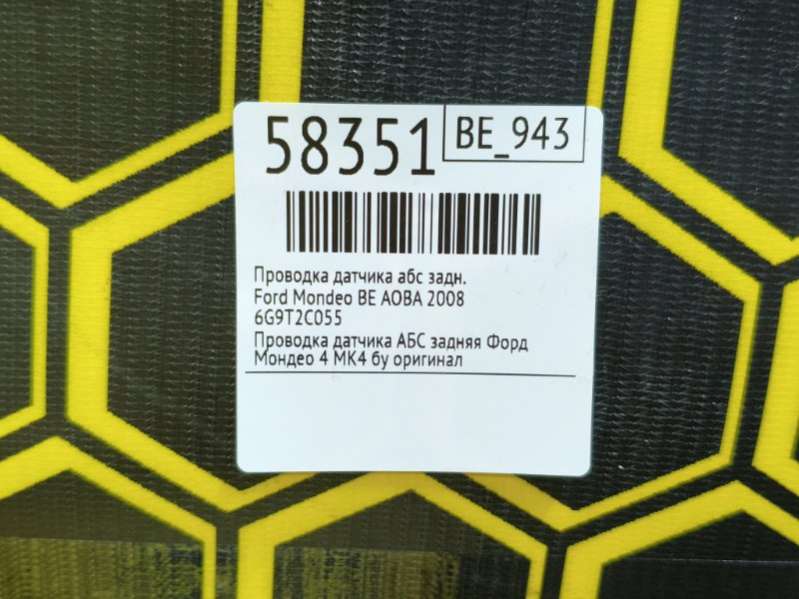 58351 BE_943
Проводка датчика абс задн.
Ford Mondeo BE AOBA 2008
6G9T2C055
Проводка датчика АБС задняя Форд
Мондео 4 МК4 бу оригинал